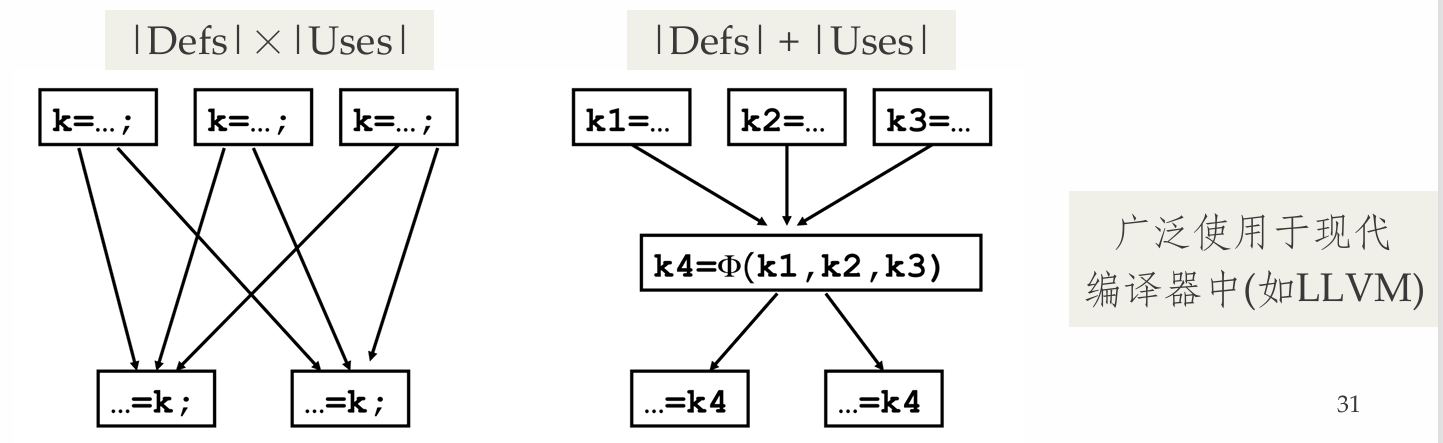 |Defs| × |Uses|
|Defs| + |Uses|
k=…;
k=…;
k=…;
k1=…
k2=…
k3=…
k4=Φ(k1,k2,k3)
广泛使用于现代
编译器中(如LLVM)
…=k;
…=k;
…=k4
…=k4
31